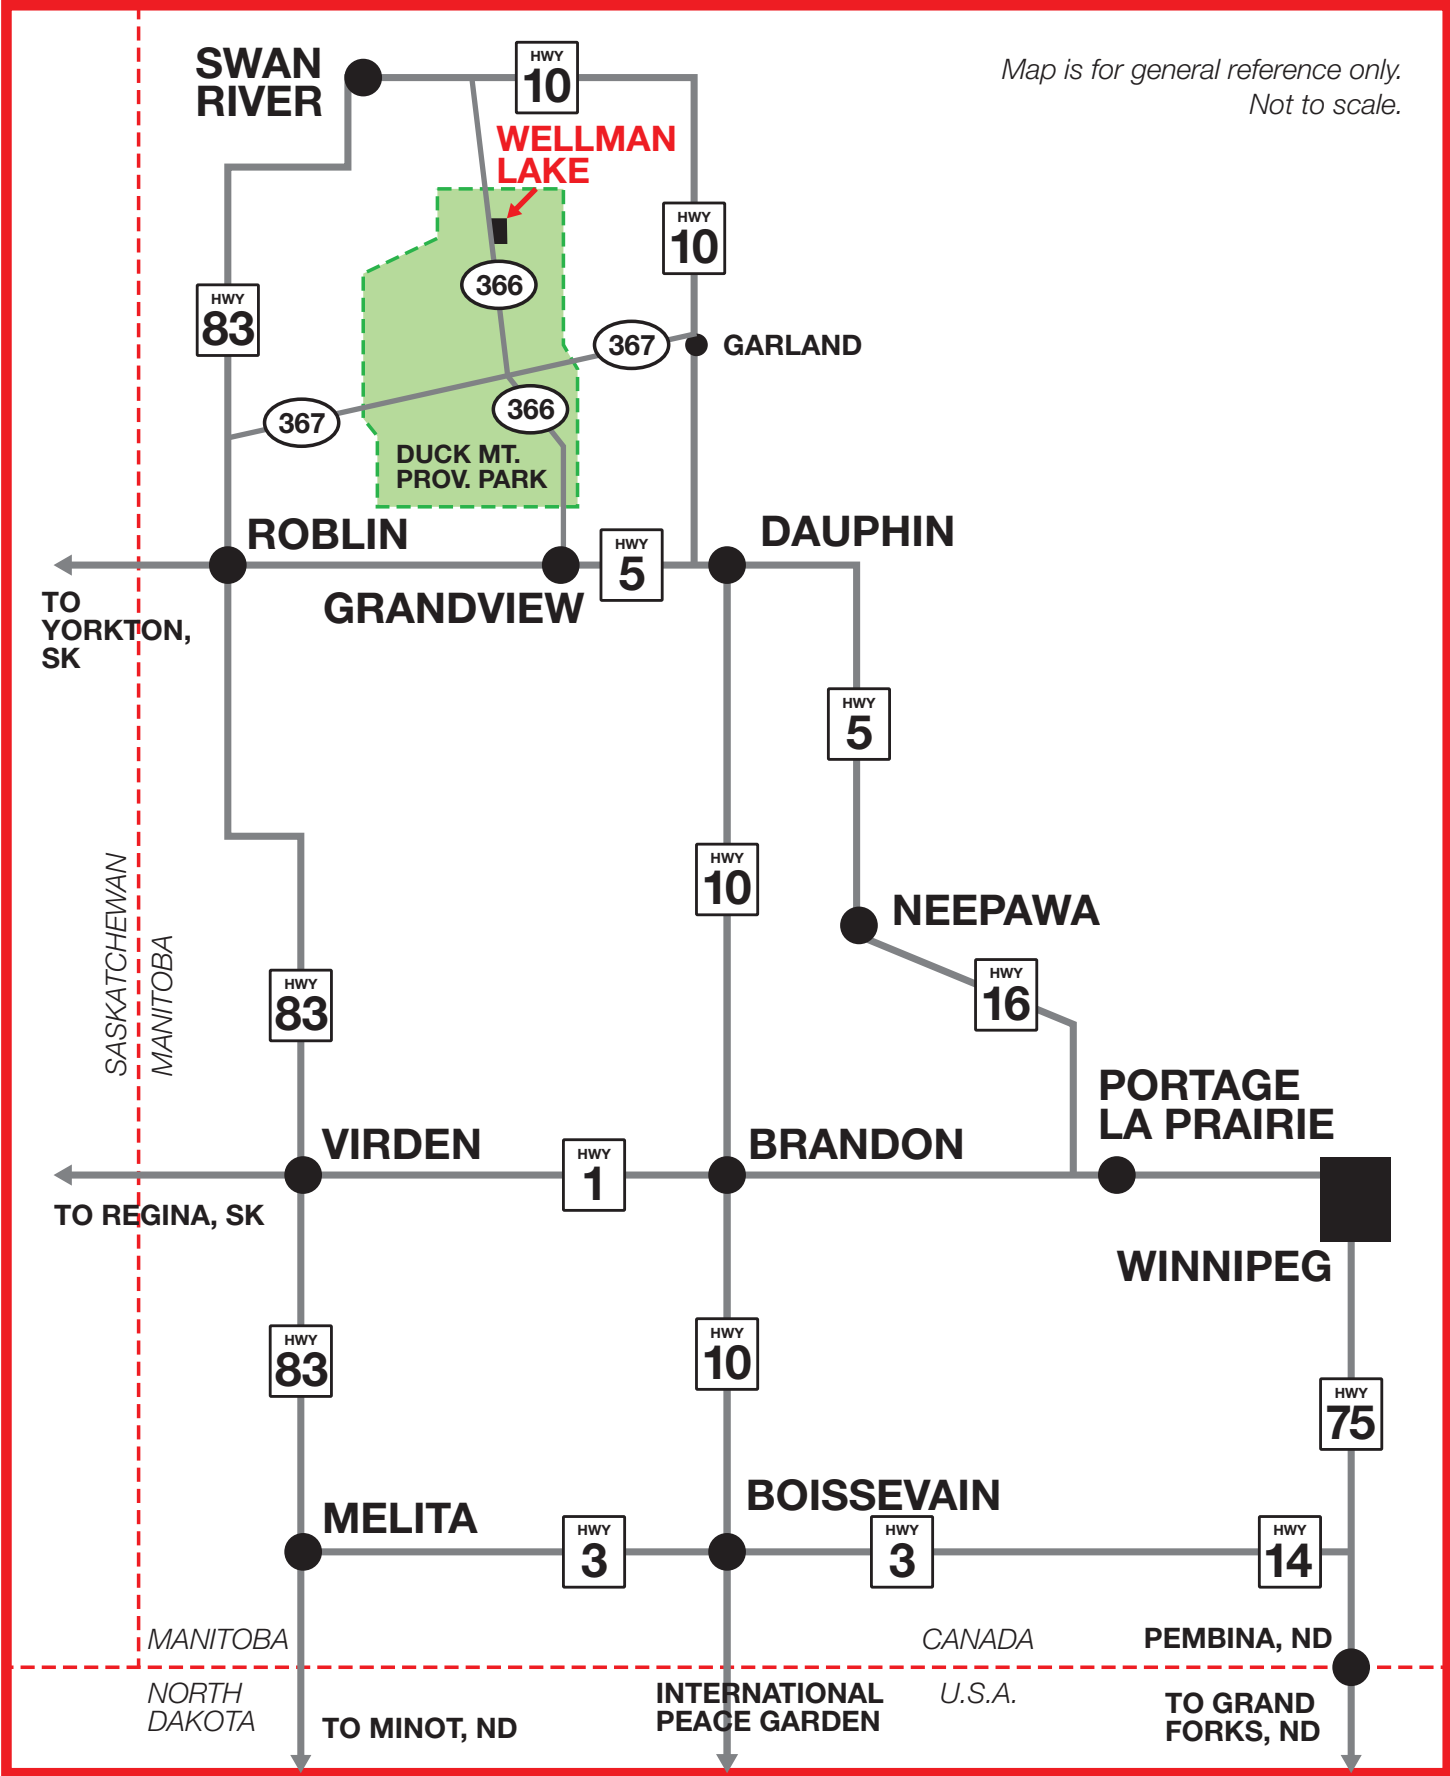 SWAN
RIVER
HWY
10
Map is for general reference only.
Not to scale.
WELLMAN
LAKE
HWY
10
366
HWY
83
367
GARLAND
366
367
DUCK MT.
PROV. PARK
ROBLIN
DAUPHIN
HWY
5
GRANDVIEW
TO
YORKTON,
SK
HWY
5
HWY
10
NEEPAWA
SASKATCHEWAN
MANITOBA
HWY
83
HWY
16
PORTAGE
LA PRAIRIE
VIRDEN
HWY
1
BRANDON
TO REGINA, SK
WINNIPEG
HWY
83
HWY
10
HWY
75
MELITA
BOISSEVAIN
HWY
3
HWY
3
HWY
14
MANITOBA
CANADA
PEMBINA, ND
NORTH
DAKOTA
TO MINOT, ND
INTERNATIONAL
PEACE GARDEN
U.S.A.
TO GRAND
FORKS, ND